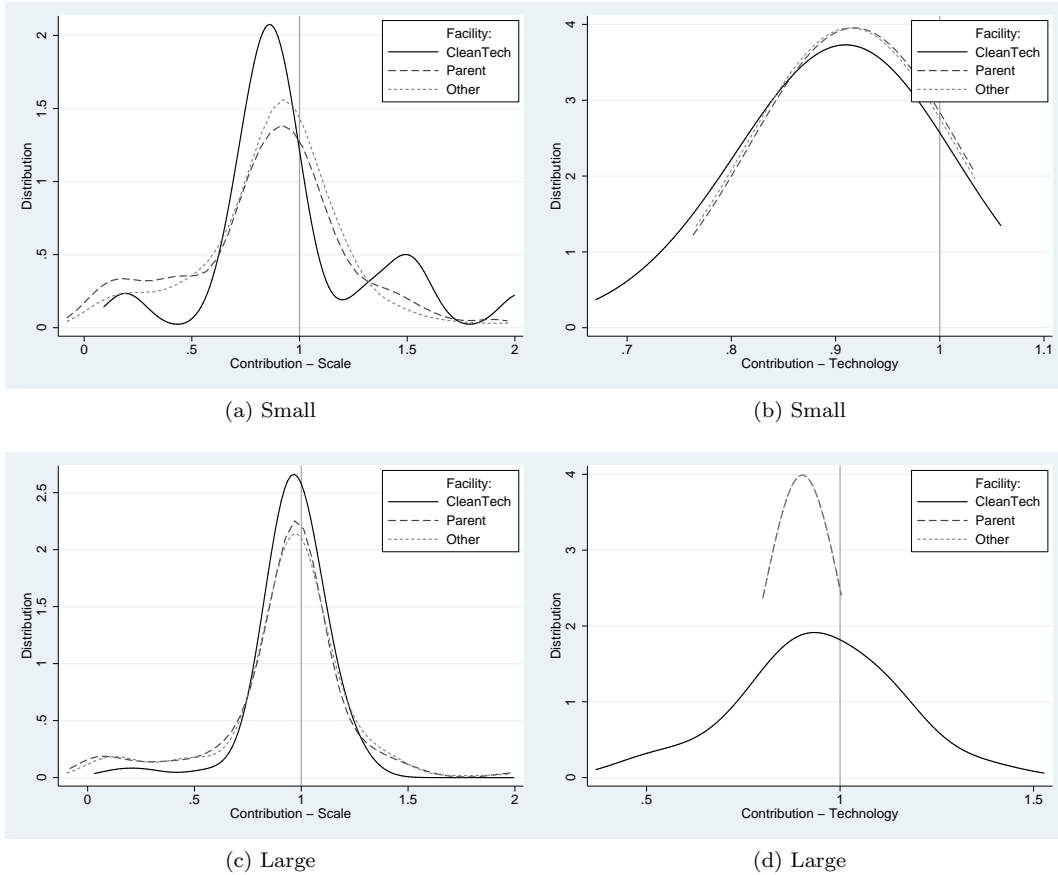 Distribution
0
.5
1
1.5
2
0
.5
1
1.5
2
Contribution – Scale
Facility:
CleanTech
Parent
Other
(a) Small
Distribution
0
1
2
3
4
.7
.8
.9
1
1.1
Contribution – Technology
Facility:
CleanTech
Parent
Other
(b) Small
Distribution
0
.5
1
1.5
2
2.5
0
.5
1
1.5
2
Contribution – Scale
Facility:
CleanTech
Parent
Other
(c) Large
Distribution
0
1
2
3
4
.5
1
1.5
Contribution – Technology
Facility:
CleanTech
Parent
Other
(d) Large